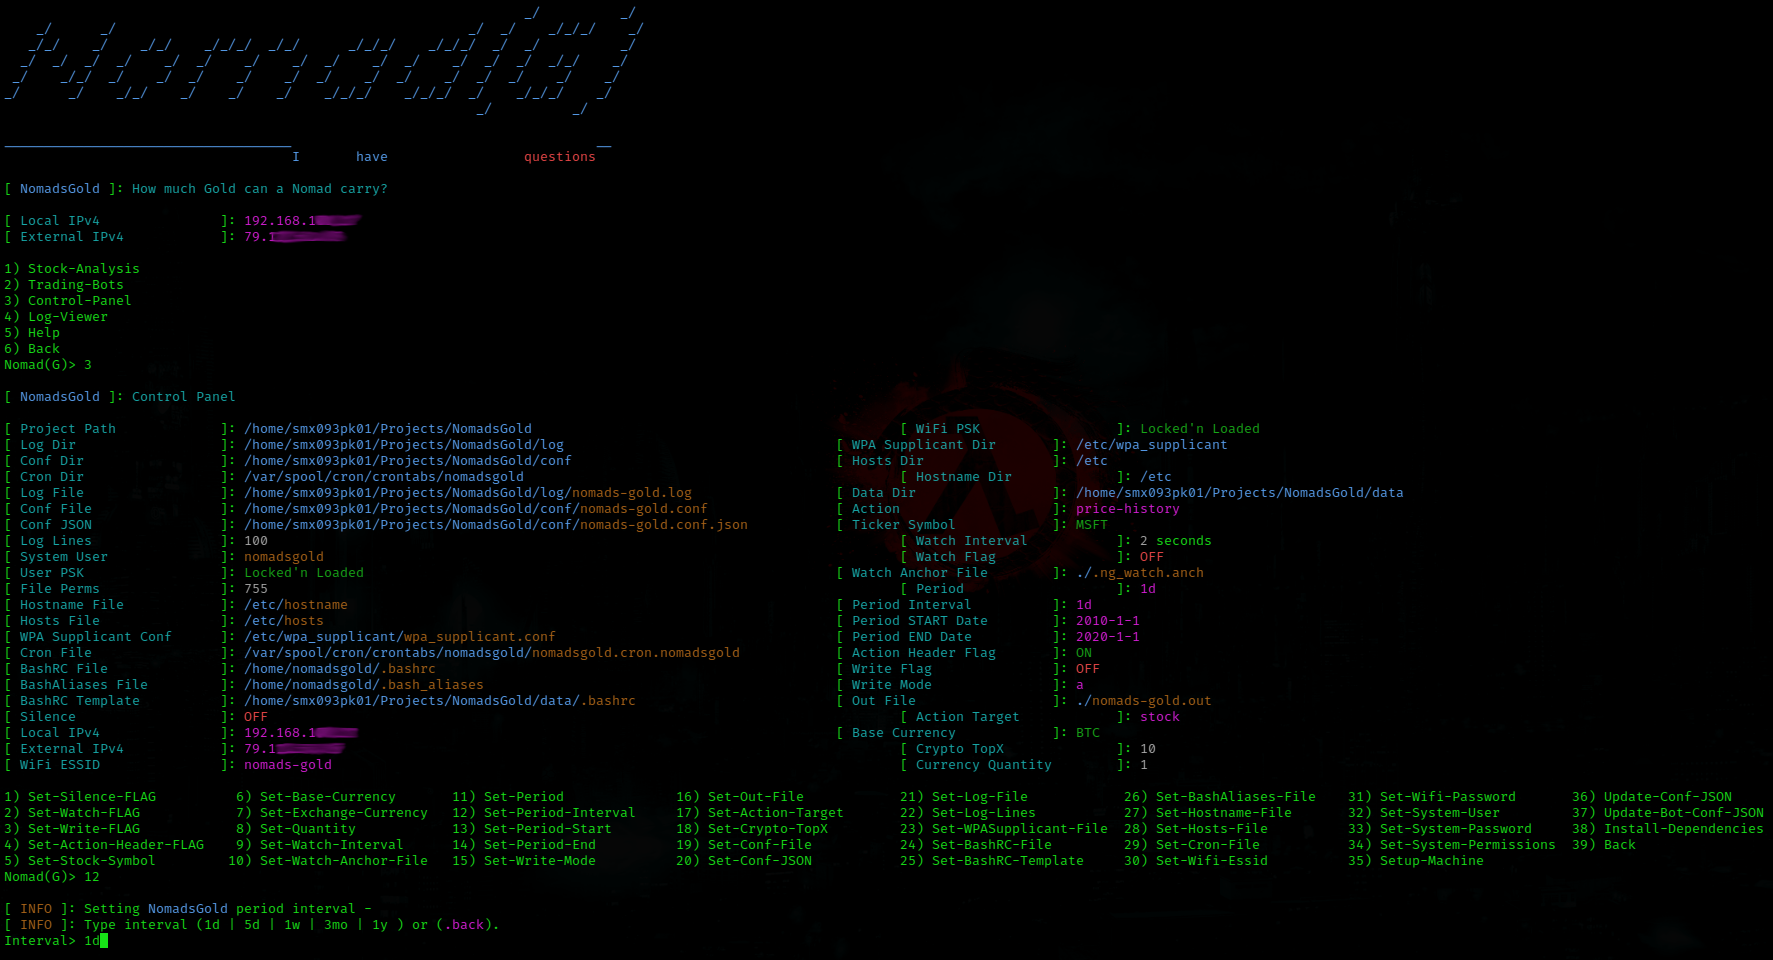 Nomad(G)
I have questions
[ NomadsGold ]: How much Gold can a Nomad carry?
[ Local IPv4 ]: 192.168.1
[ External IPv4 ]: 79.1
1) Stock-Analysis
2) Trading-Bots
3) Control-Panel
4) Log-Viewer
5) Help
6) Back
Nomad(G)> 3
[ NomadsGold ]: Control Panel
[ Project Path ]: /home/smx093pk01/Projects/NomadsGold [ WiFi PSK ]: Locked'n Loaded
[ Log Dir ]: /home/smx093pk01/Projects/NomadsGold/log [ WPA Supplicant Dir ]: /etc/wpa_supplicant
[ Conf Dir ]: /home/smx093pk01/Projects/NomadsGold/conf [ Hosts Dir ]: /etc
[ Cron Dir ]: /var/spool/cron/crontabs/nomadsgold [ Hostname Dir ]: /etc
[ Log File ]: /home/smx093pk01/Projects/NomadsGold/log/nomads-gold.log [ Data Dir ]: /home/smx093pk01/Projects/NomadsGold/data
[ Conf File ]: /home/smx093pk01/Projects/NomadsGold/conf/nomads-gold.conf [ Action ]: price-history
[ Conf JSON ]: /home/smx093pk01/Projects/NomadsGold/conf/nomads-gold.conf.json [ Ticker Symbol ]: MSFT
[ Log Lines ]: 100 [ Watch Interval ]: 2 seconds
[ System User ]: nomadsgold [ Watch Flag ]: OFF
[ User PSK ]: Locked'n Loaded [ Watch Anchor File ]: ./.ng_watch.anch
[ File Perms ]: 755 [ Period ]: 1d
[ Hostname File ]: /etc/hostname [ Period Interval ]: 1d
[ Hosts File ]: /etc/hosts [ Period START Date ]: 2010-1-1
[ WPA Supplicant Conf ]: /etc/wpa_supplicant/wpa_supplicant.conf [ Period END Date ]: 2020-1-1
[ Cron File ]: /var/spool/cron/crontabs/nomadsgold/nomadsgold.cron.nomadsgold [ Action Header Flag ]: ON
[ BashRC File ]: /home/nomadsgold/.bashrc [ Write Flag ]: OFF
[ BashAliases File ]: /home/nomadsgold/.bash_aliases [ Write Mode ]: a
[ BashRC Template ]: /home/smx093pk01/Projects/NomadsGold/data/.bashrc [ Out File ]: ./nomads-gold.out
[ Silence ]: OFF [ Action Target ]: stock
[ Local IPv4 ]: 192.168.1 [ Base Currency ]: BTC
[ External IPv4 ]: 79.1 [ Crypto TopX ]: 10
[ WiFi ESSID ]: nomads-gold [ Currency Quantity ]: 1
1) Set-Silence-FLAG 6) Set-Base-Currency 11) Set-Period 16) Set-Out-File 21) Set-Log-File 26) Set-BashAliases-File 31) Set-Wifi-Password 36) Update-Conf-JSON
2) Set-Watch-FLAG 7) Set-Exchange-Currency 12) Set-Period-Interval 17) Set-Action-Target 22) Set-Log-Lines 27) Set-Hostname-File 32) Set-System-User 37) Update-Bot-Conf-JSON
3) Set-Write-FLAG 8) Set-Quantity 13) Set-Period-Start 18) Set-Crypto-TopX 23) Set-WPASupplicant-File 28) Set-Hosts-File 33) Set-System-Password 38) Install-Dependencies
4) Set-Action-Header-FLAG 9) Set-Watch-Interval 14) Set-Period-End 19) Set-Conf-File 24) Set-BashRC-File 29) Set-Cron-File 34) Set-System-Permissions 39) Back
5) Set-Stock-Symbol 10) Set-Watch-Anchor-File 15) Set-Write-Mode 20) Set-Conf-JSON 25) Set-BashRC-Template 30) Set-Wifi-Essid 35) Setup-Machine
Nomad(G)> 12
[ INFO ]: Setting NomadsGold period interval -
[ INFO ]: Type interval (1d | 5d | 1w | 3mo | 1y ) or (.back).
Interval> 1d